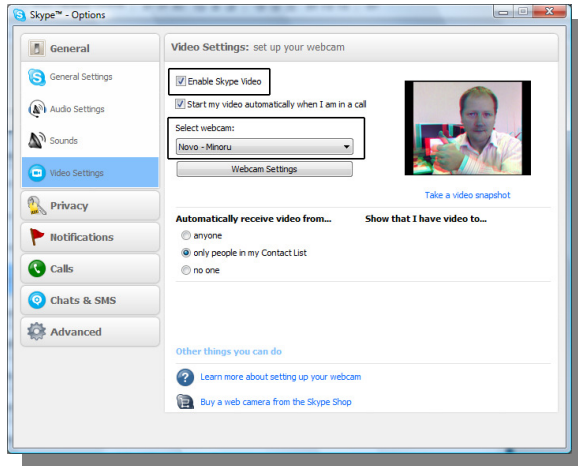 Skype™ - Options
General
General Settings
Audio Settings
Sounds
Video Settings
Privacy
Notifications
Calls
Chats & SMS
Advanced
Video Settings: set up your webcam
Enable Skype Video
Start my video automatically when I am in a call
Select webcam:
Novo - Minoru
Webcam Settings
Take a video snapshot
Automatically receive video from...
anyone
only people in my Contact List
no one
Show that I have video to...
Other things you can do
Learn more about setting up your webcam
Buy a web camera from the Skype Shop